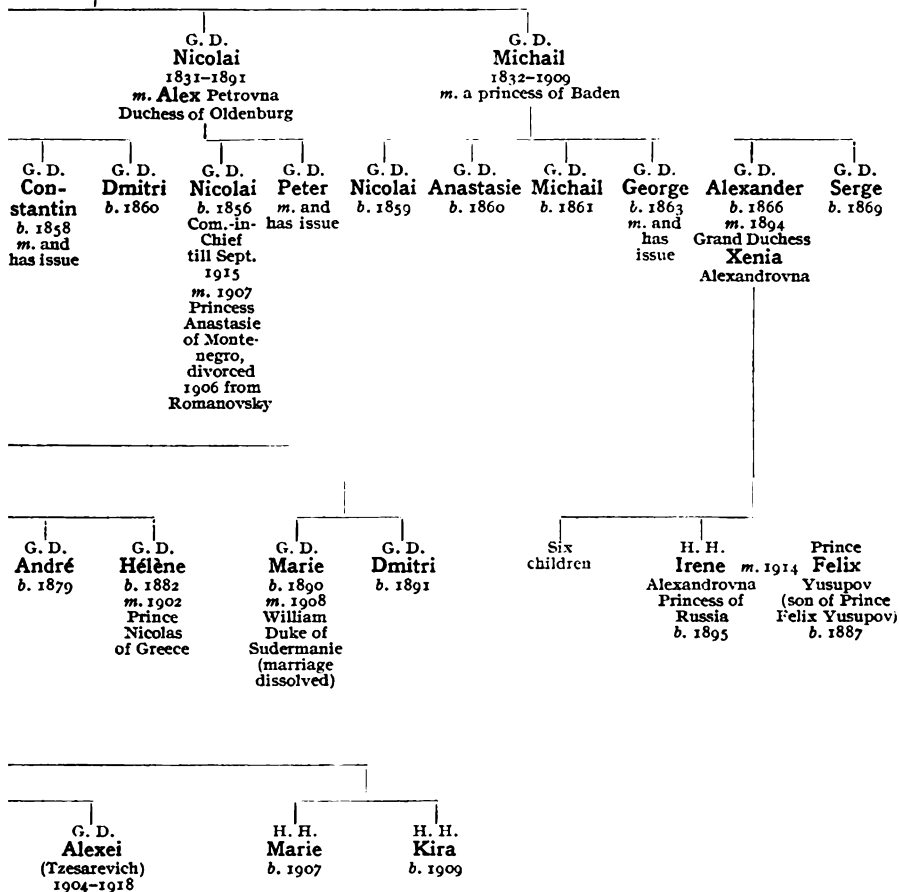 G. D.
Nicolai
1831–1891
m. Alex Petrovna
Duchess of Oldenburg
G. D.
Michail
1832–1909
m. a princess of Baden
G. D.
Con-
stantin
b. 1858
m. and
has issue
G. D.
Dmitri
b. 1860
G. D.
Nicolai
b. 1856
Com.-in-
Chief
till Sept.
1915
m. 1907
Princess
Anastasie
of Monte-
negro,
divorced
1906 from
Romanovsky
G. D.
Peter
m. and
has issue
G. D.
Nicolai
b. 1859
G. D.
Anastasie
b. 1860
G. D.
Michail
b. 1861
G. D.
George
b. 1863
m. and
has
issue
G. D.
Alexander
b. 1866
m. 1894
Grand Duchess
Xenia
Alexandrovna
G. D.
Serge
b. 1869
G. D.
André
b. 1879
G. D.
Hélène
b. 1882
m. 1902
Prince
Nicolas
of Greece
G. D.
Marie
b. 1890
m. 1908
William
Duke of
Sudermanie
(marriage
dissolved)
G. D.
Dmitri
b. 1891
Six
children
H. H.
Irene
Alexandrovna
Princess of
Russia
b. 1895
m. 1914
Prince
Felix
Yusupov
(son of Prince
Felix Yusupov)
b. 1887
G. D.
Alexei
(Tzesarevich)
1904–1918
H. H.
Marie
b. 1907
H. H.
Kira
b. 1909